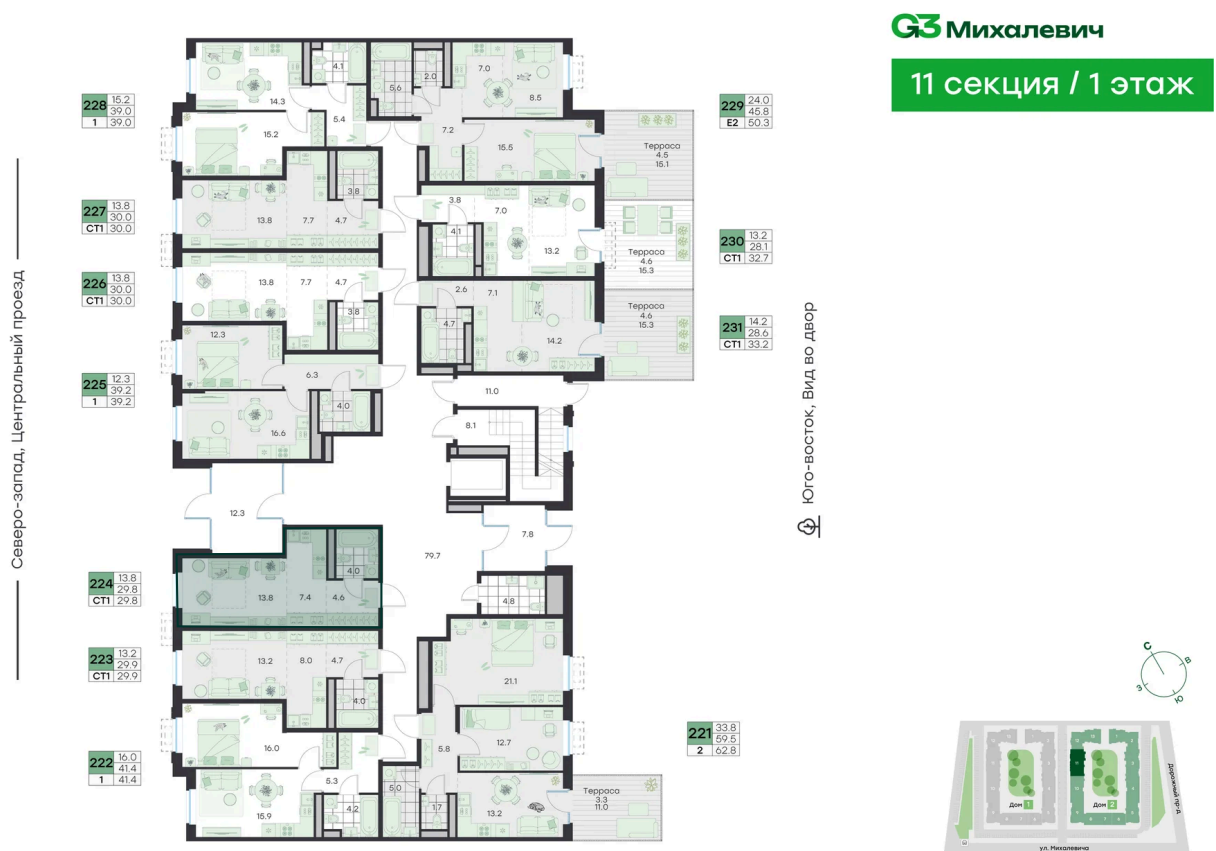 G3 Михалевич
11 секция / 1 этаж
Северо-запад, Центральный проезд
Юго-восток, Вид во двор
228 15.2
39.0
1 39.0
227 13.8
30.0
СТ1 30.0
226 13.8
30.0
СТ1 30.0
225 12.3
39.2
1 39.2
224 13.8
29.8
СТ1 29.8
223 13.2
29.9
СТ1 29.9
222 16.0
41.4
1 41.4
229 24.0
45.8
Е2 50.3
230 13.2
28.1
СТ1 32.7
231 14.2
28.6
СТ1 33.2
221 33.8
59.5
2 62.8
4.1
14.3
5.4
15.2
5.6
2.0
7.0
8.5
7.2
15.5
Терраса
4.5
15.1
3.8
13.8 7.7 4.7
3.8
7.0
4.1
13.2
Терраса
4.6
15.3
13.8 7.7 4.7
3.8
2.6
7.1
4.7
14.2
Терраса
4.6
15.3
12.3
6.3
4.0
16.6
11.0
8.1
12.3
79.7
7.8
4.0
13.8 7.4 4.6
4.8
13.2 8.0 4.7
4.0
21.1
16.0
5.3
4.2
15.9
5.8
12.7
5.0
1.7
13.2
Терраса
3.3
11.0
С
В
З
Ю
Дом 1
Дом 2
Дорожный пр-д
ул. Михалевича